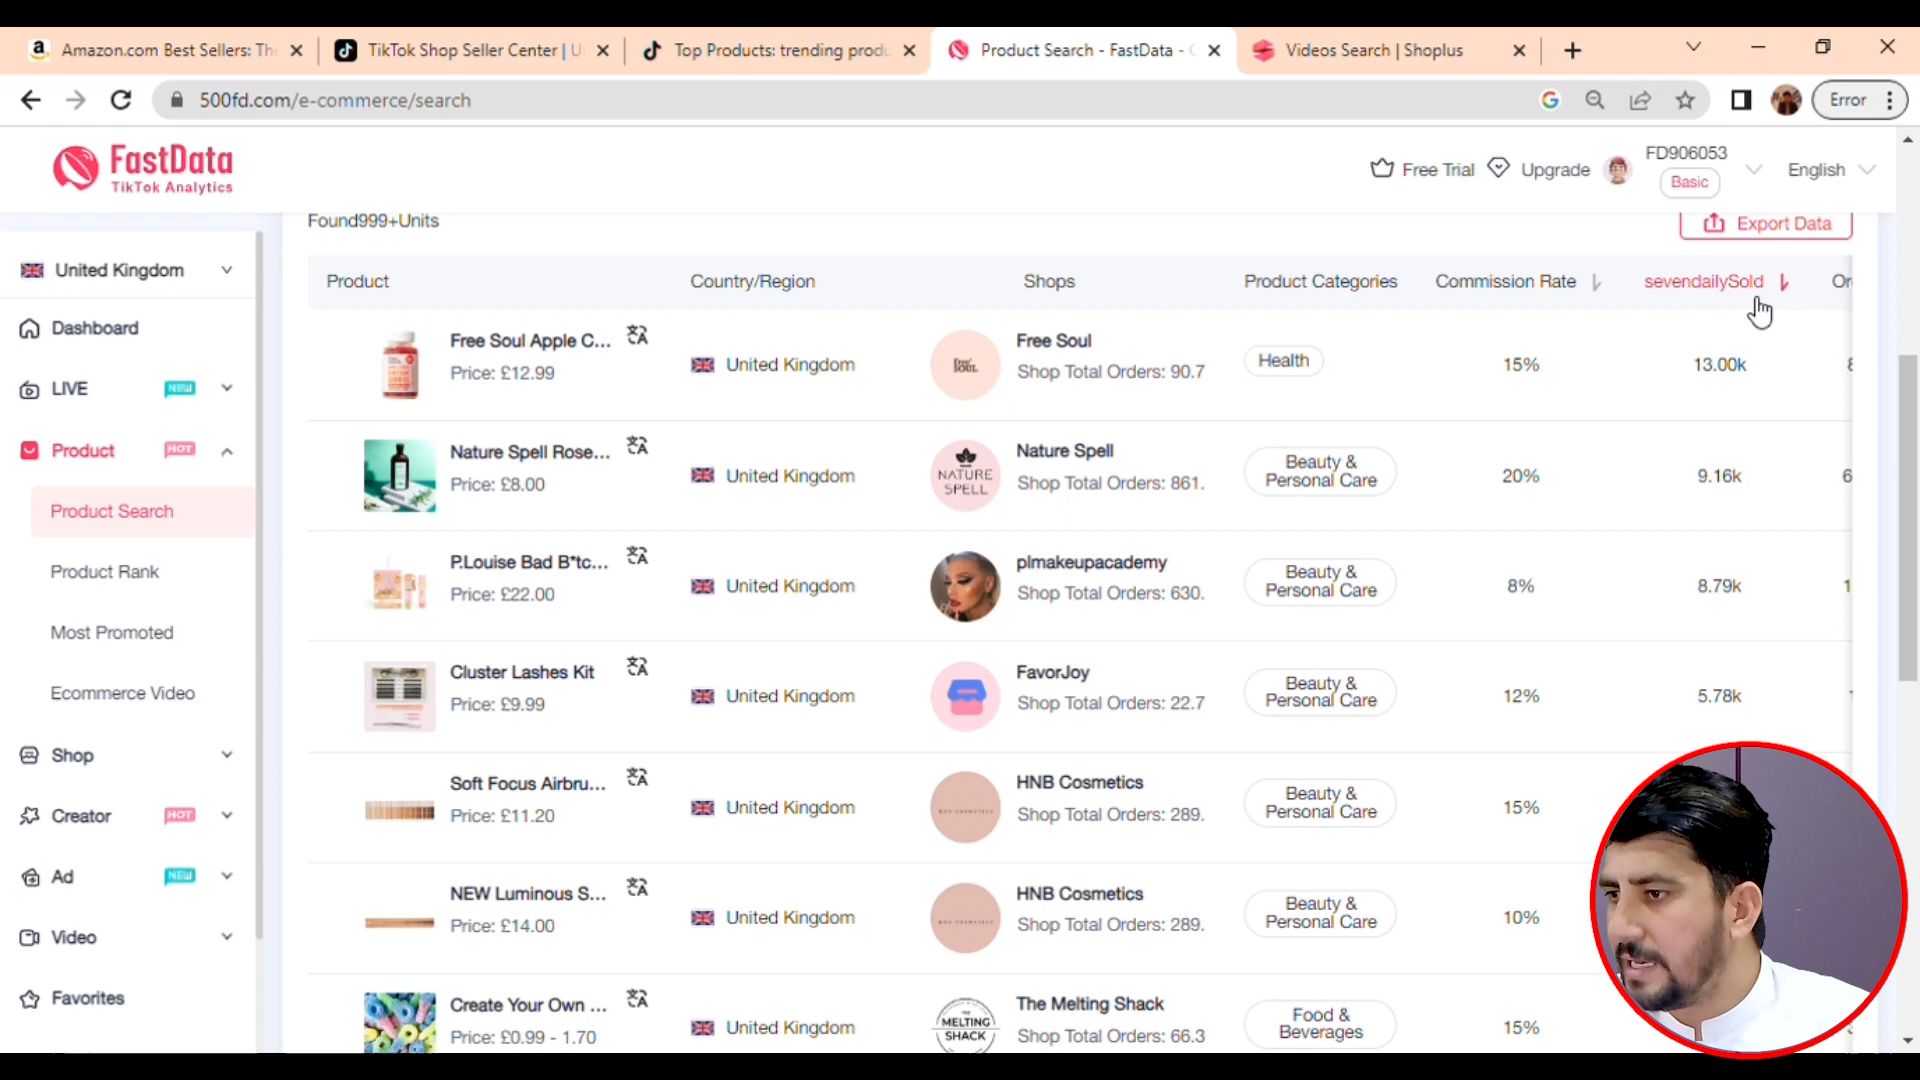 Amazon.com Best Sellers: Th
TikTok Shop Seller Center | U
Top Products: trending produ
Product Search - FastData -
Videos Search | Shoplus
500fd.com/e-commerce/search
Error
FastData
TikTok Analytics
Free Trial
Upgrade
FD906053
Basic
English
Found999+Units
Export Data
United Kingdom
Dashboard
LIVE NEW
Product HOT
Product Search
Product Rank
Most Promoted
Ecommerce Video
Shop
Creator HOT
Ad NEW
Video
Favorites
Product Country/Region Shops Product Categories Commission Rate sevendailySold Or
Free Soul Apple C...
Price: £12.99
United Kingdom
Free Soul
Shop Total Orders: 90.7
Health
15%
13.00k
Nature Spell Rose...
Price: £8.00
United Kingdom
NATURE
SPELL
Nature Spell
Shop Total Orders: 861.
Beauty &
Personal Care
20%
9.16k
6
P.Louise Bad B*tc...
Price: £22.00
United Kingdom
plmakeupacademy
Shop Total Orders: 630.
Beauty &
Personal Care
8%
8.79k
1
Cluster Lashes Kit
Price: £9.99
United Kingdom
FavorJoy
Shop Total Orders: 22.7
Beauty &
Personal Care
12%
5.78k
Soft Focus Airbru...
Price: £11.20
United Kingdom
HNB Cosmetics
Shop Total Orders: 289.
Beauty &
Personal Care
15%
NEW Luminous S...
Price: £14.00
United Kingdom
HNB Cosmetics
Shop Total Orders: 289.
Beauty &
Personal Care
10%
Create Your Own ...
Price: £0.99 - 1.70
United Kingdom
MELTING
SHACK
The Melting Shack
Shop Total Orders: 66.3
Food &
Beverages
15%